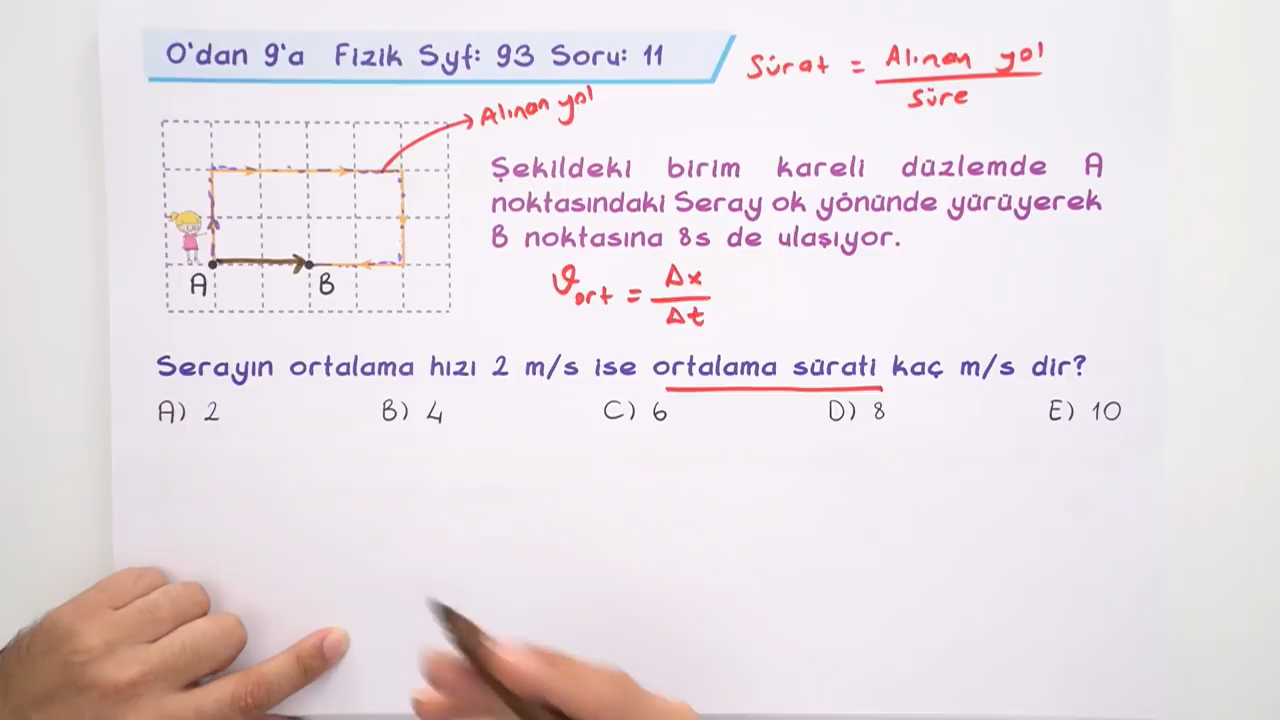 0'dan 9'a Fizik Syf: 93 Soru: 11
Sürat = Alınan yol
Süre
Alınan yol
Şekildeki birim kareli düzlemde A
noktasındaki Seray ok yönünde yürüyerek
B noktasına 8s de ulaşıyor.
A
B
ϑort = Δx
Δt
Serayın ortalama hızı 2 m/s ise ortalama sürati kaç m/s dir?
A) 2 B) 4 C) 6 D) 8 E) 10